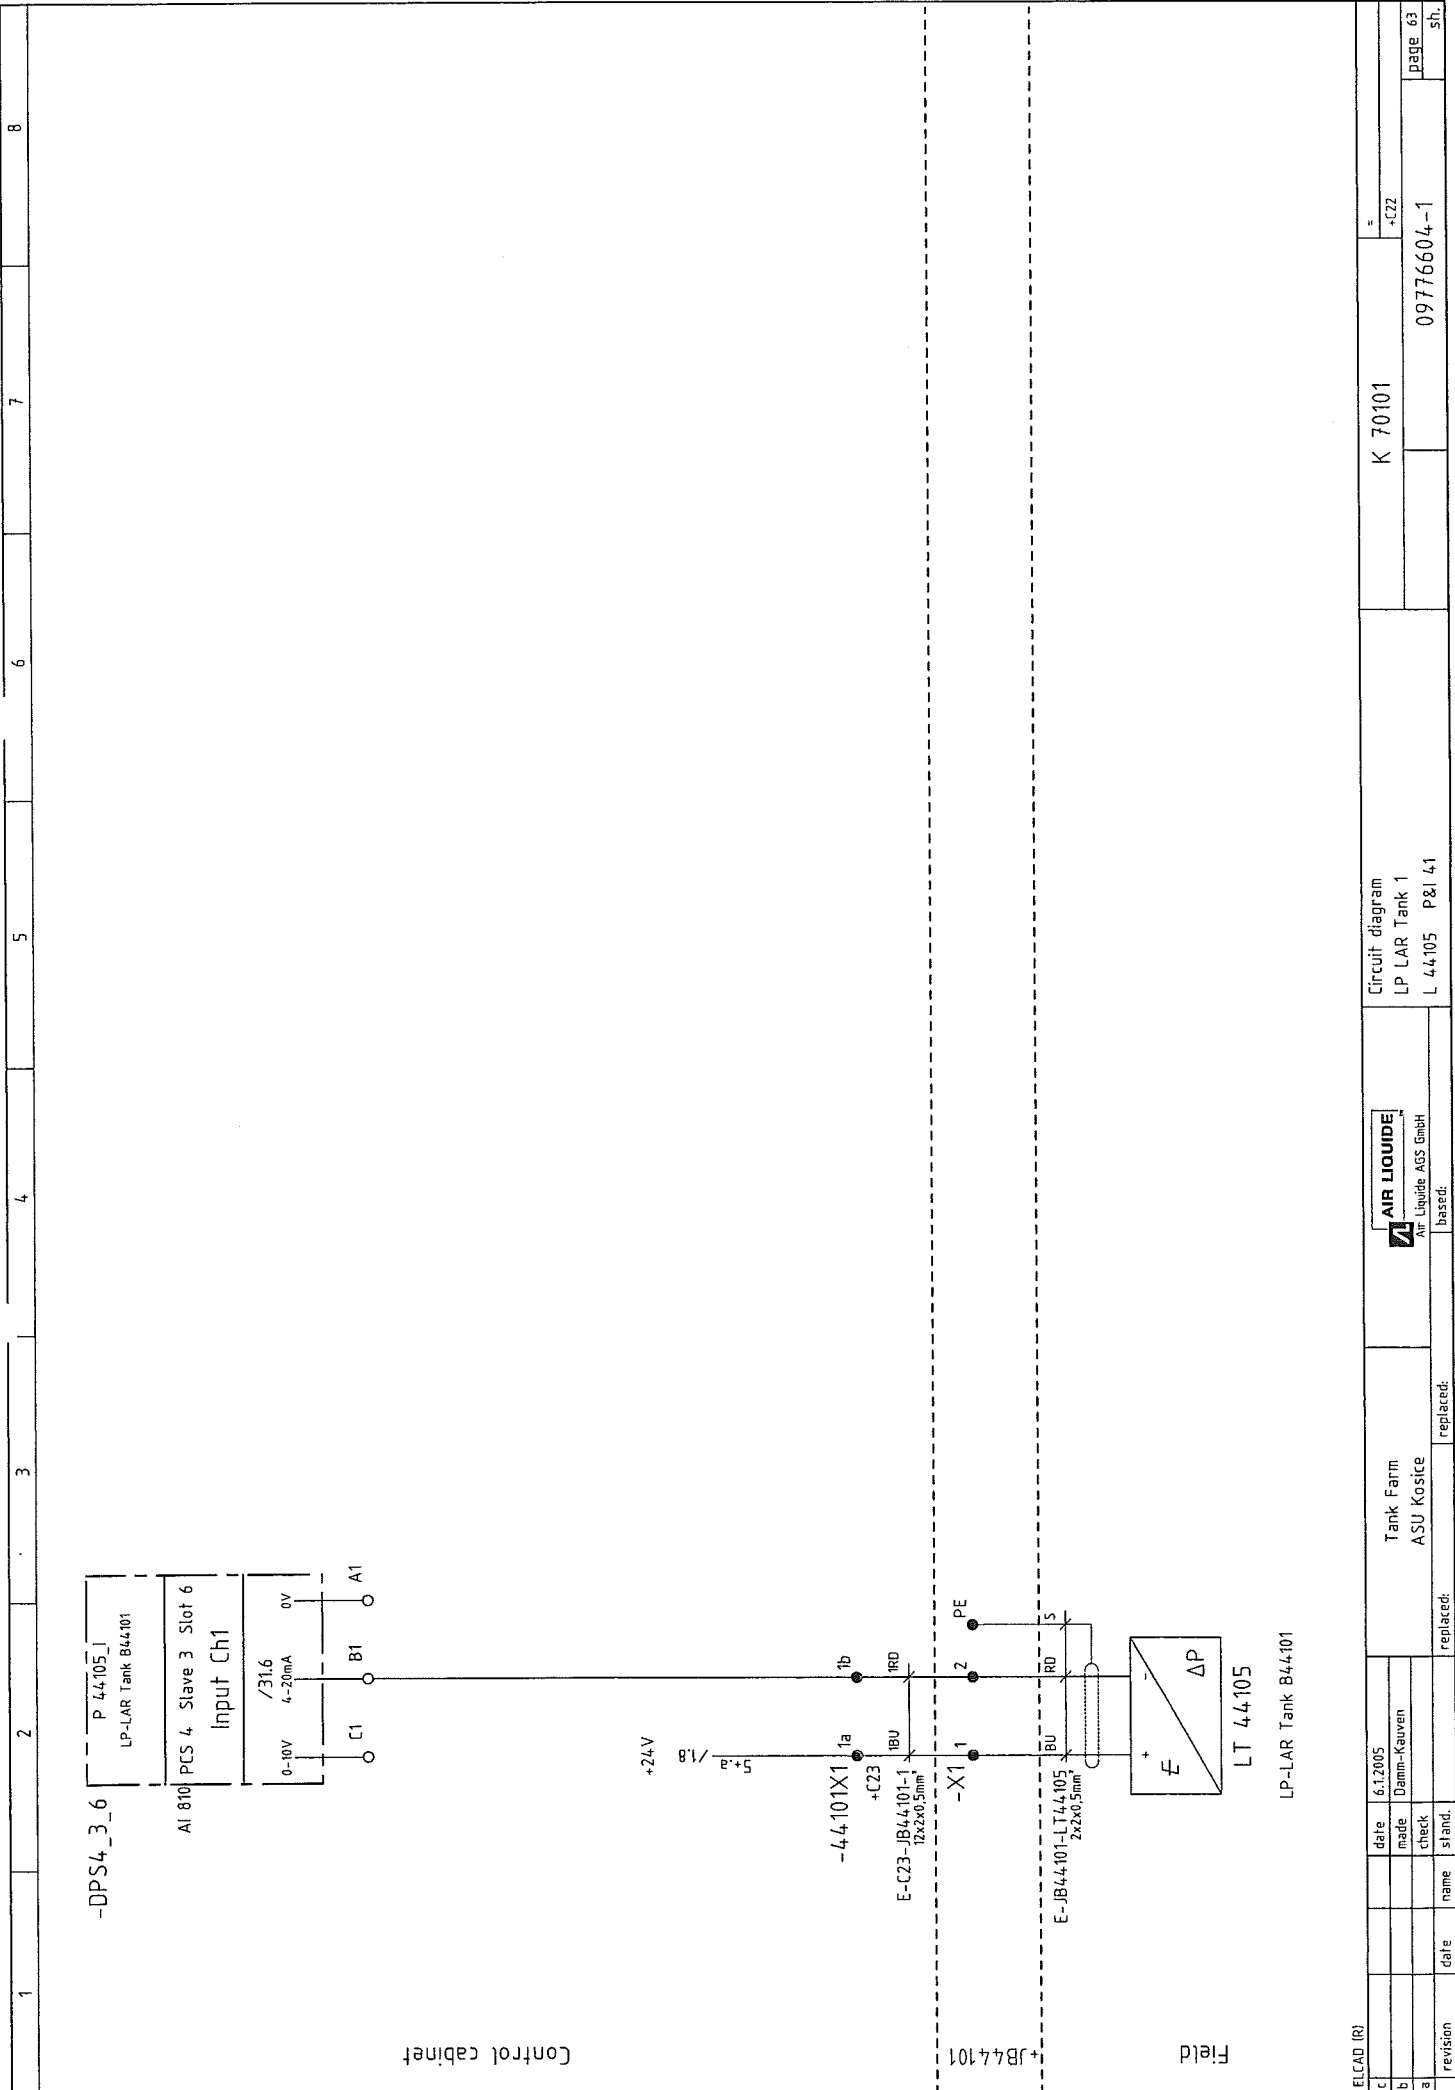 1 2 3 4 5 6 7 8
-DPS4_3_6
P 44105_I
LP-LAR Tank B44101
AI 810 PCS 4 Slave 3 Slot 6
Input Ch1
/31.6
0-10V 4-20mA 0V
C1 B1 A1
Control cabinet
+24V
/1.8
5+.a
-44101X1 1a 1b
+C23
E-C23-JB44101-1 1BU 1RD
12x2x0,5mm²
+JB44101
-X1 1 2 PE
E-JB44101-LT44105 BU RD S
2x2x0,5mm²
Field
+ -
E ΔP
LT 44105
LP-LAR Tank B44101
ELCAD (R)
c
b
a
revision date name
date 6.1.2005
made Damm-Kauven
check
stand.
Tank Farm
ASU Kosice
replaced: replaced:
AIR LIQUIDE
Air Liquide AGS GmbH
based:
Circuit diagram
LP LAR Tank 1
L 44105 P&I 41
K 70101
=
+C22
09776604-1
page 63
sh.